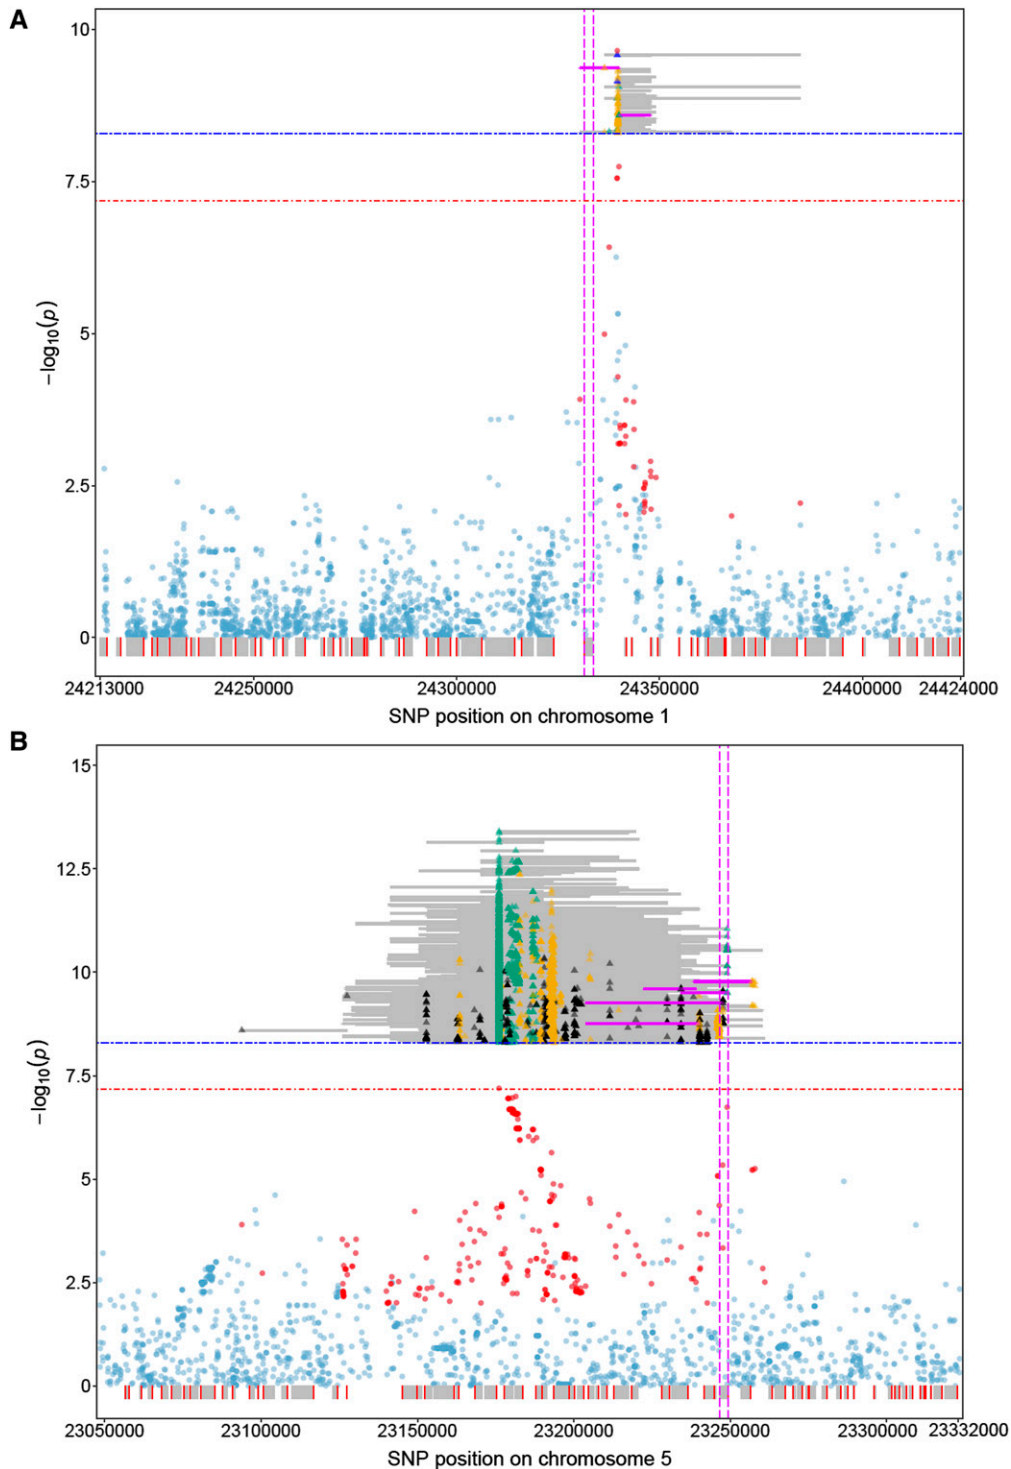 A
10
7.5
5
2.5
0
−log10(p)
24213000 24250000 24300000 24350000 24400000 24424000
SNP position on chromosome 1
B
15
12.5
10
7.5
5
2.5
0
−log10(p)
23050000 23100000 23150000 23200000 23250000 23300000 23332000
SNP position on chromosome 5